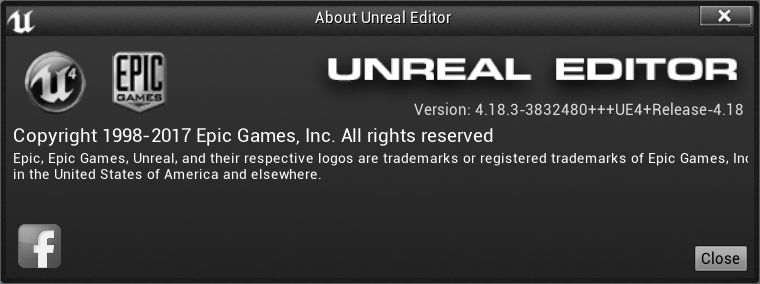 About Unreal Editor
4
EPIC
GAMES
UNREAL EDITOR
Version: 4.18.3-3832480+++UE4+Release-4.18
Copyright 1998-2017 Epic Games, Inc. All rights reserved
Epic, Epic Games, Unreal, and their respective logos are trademarks or registered trademarks of Epic Games, Inc
in the United States of America and elsewhere.
Close